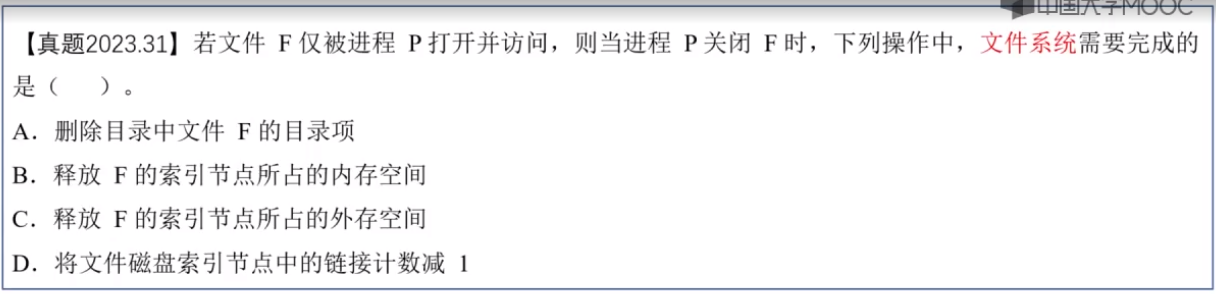 中国大学MOOC
【真题2023.31】若文件 F 仅被进程 P 打开并访问，则当进程 P 关闭 F 时，下列操作中，文件系统需要完成的
是（ ）。
A．删除目录中文件 F 的目录项
B．释放 F 的索引节点所占的内存空间
C．释放 F 的索引节点所占的外存空间
D．将文件磁盘索引节点中的链接计数减 1